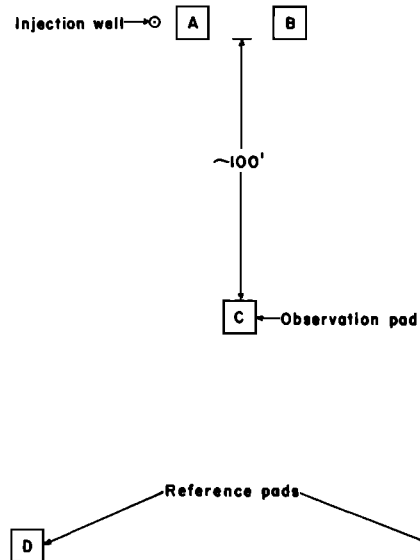 Injection well
A
B
~100'
C
Observation pad
Reference pads
D